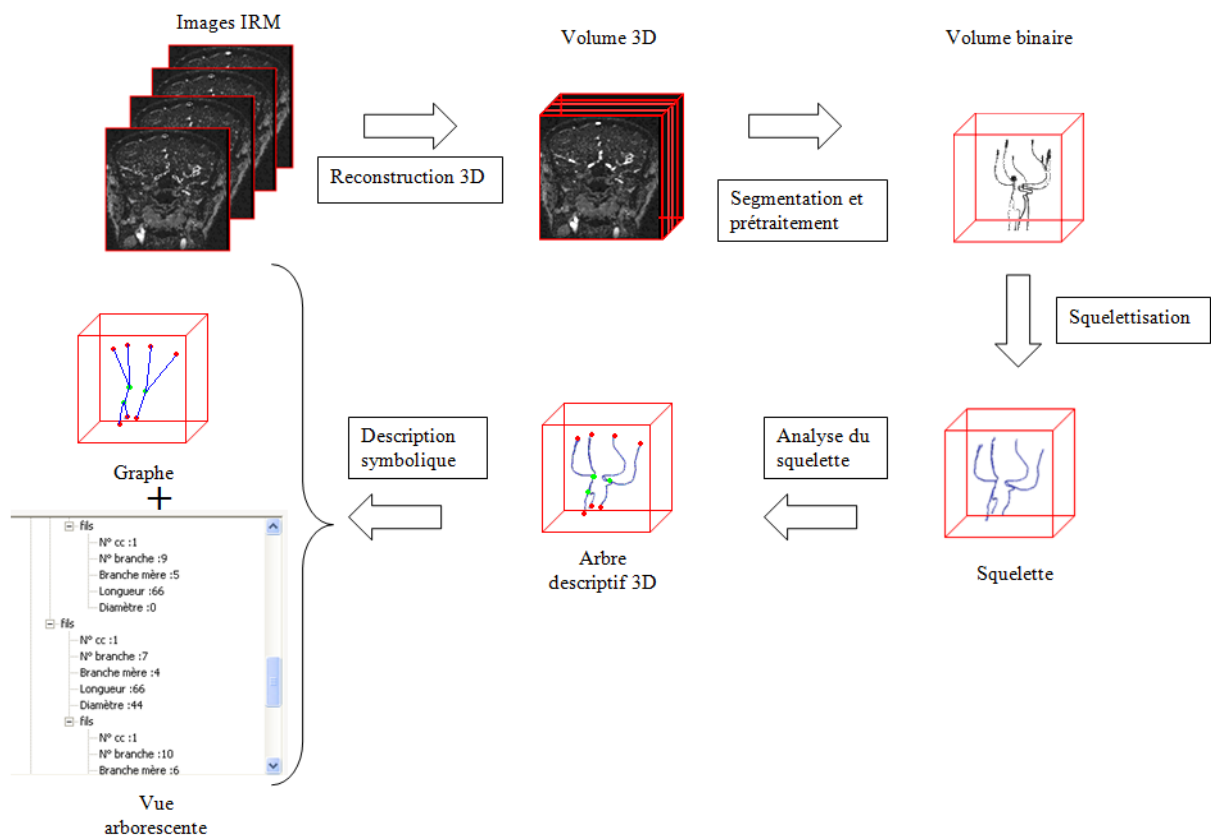 Images IRM
Volume 3D
Volume binaire
Reconstruction 3D
Segmentation et
prétraitement
Squelettisation
Description
symbolique
Analyse du
squelette
Graphe
+
Arbre
descriptif 3D
Squelette
fils
N° cc :1
N° branche :9
Branche mère :5
Longueur :66
Diamètre :0
fils
N° cc :1
N° branche :7
Branche mère :4
Longueur :66
Diamètre :44
fils
N° cc :1
N° branche :10
Branche mère :6
Vue
arborescente